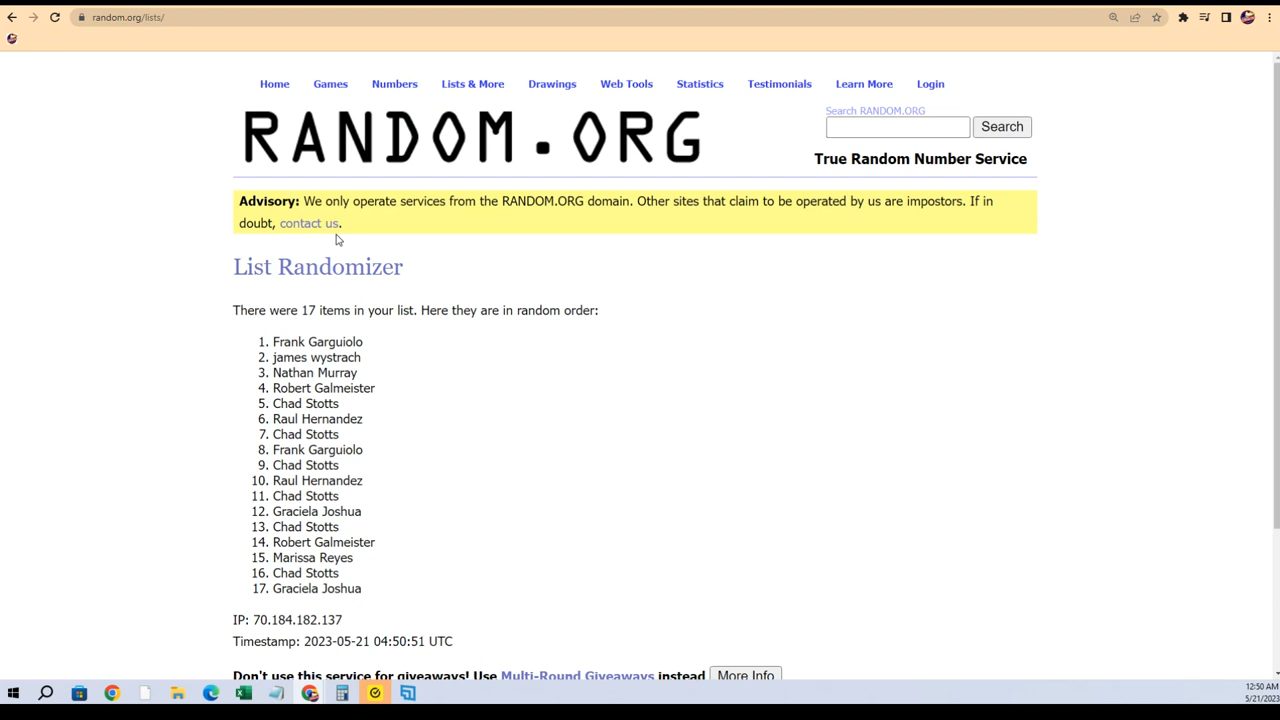 random.org/lists/
Home Games Numbers Lists & More Drawings Web Tools Statistics Testimonials Learn More Login
RANDOM.ORG
Search RANDOM.ORG
Search
True Random Number Service
Advisory: We only operate services from the RANDOM.ORG domain. Other sites that claim to be operated by us are impostors. If in
doubt, contact us.
List Randomizer
There were 17 items in your list. Here they are in random order:
1. Frank Garguiolo
2. james wystrach
3. Nathan Murray
4. Robert Galmeister
5. Chad Stotts
6. Raul Hernandez
7. Chad Stotts
8. Frank Garguiolo
9. Chad Stotts
10. Raul Hernandez
11. Chad Stotts
12. Graciela Joshua
13. Chad Stotts
14. Robert Galmeister
15. Marissa Reyes
16. Chad Stotts
17. Graciela Joshua
IP: 70.184.182.137
Timestamp: 2023-05-21 04:50:51 UTC
Don't use this service for giveaways! Use Multi-Round Giveaways instead More Info
12:50 AM
5/21/2023